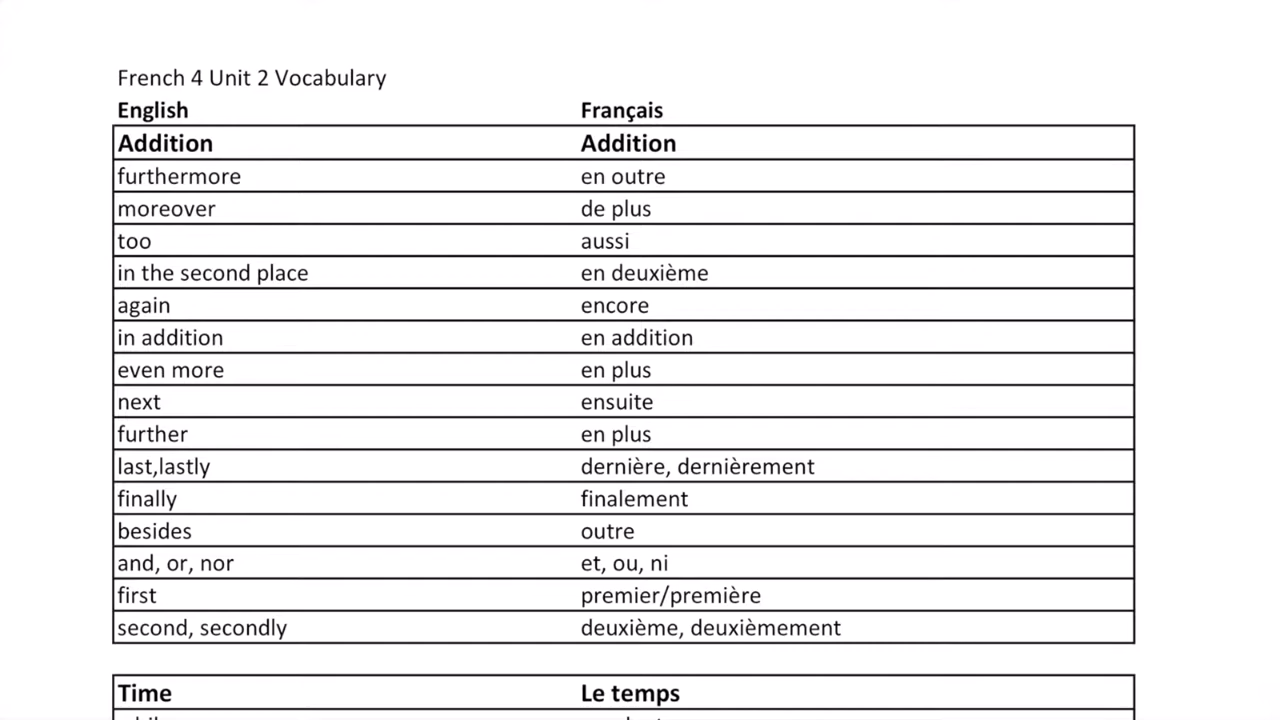 French 4 Unit 2 Vocabulary
English Français
Addition Addition
furthermore en outre
moreover de plus
too aussi
in the second place en deuxième
again encore
in addition en addition
even more en plus
next ensuite
further en plus
last,lastly dernière, dernièrement
finally finalement
besides outre
and, or, nor et, ou, ni
first premier/première
second, secondly deuxième, deuxièmement
Time Le temps